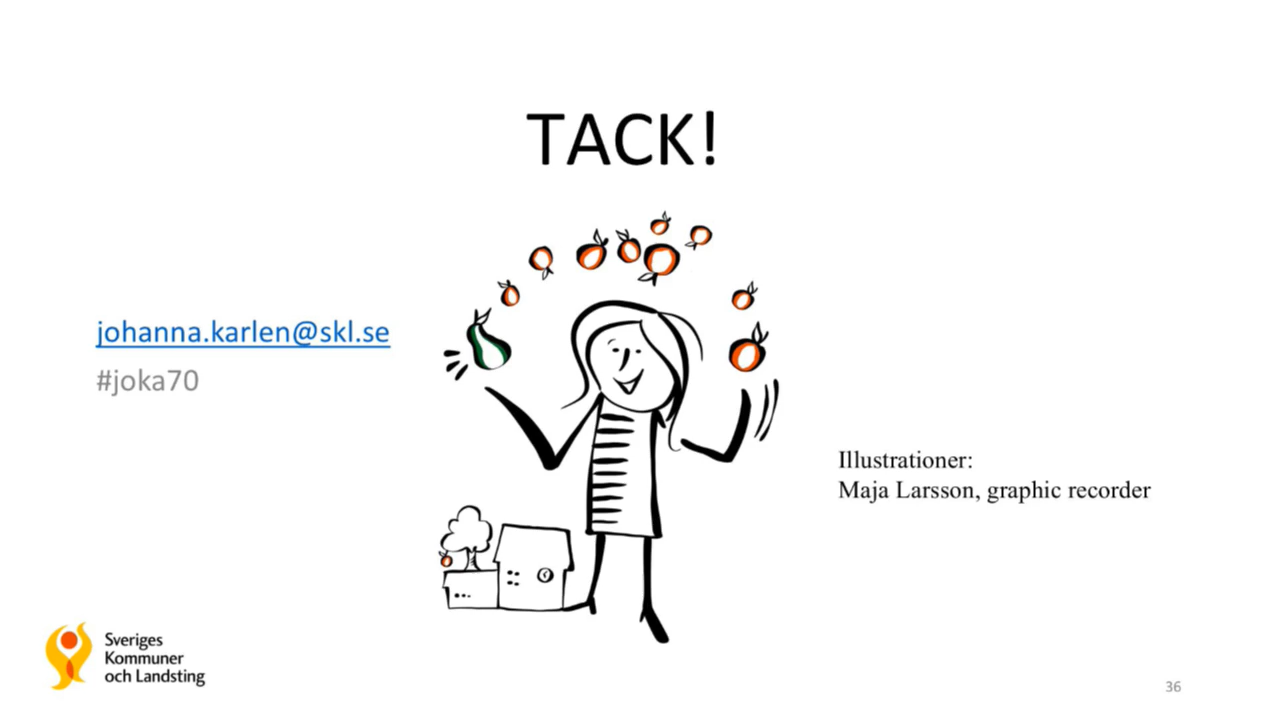 TACK!
johanna.karlen@skl.se
#joka70
Illustrationer:
Maja Larsson, graphic recorder
Sveriges
Kommuner
och Landsting
36